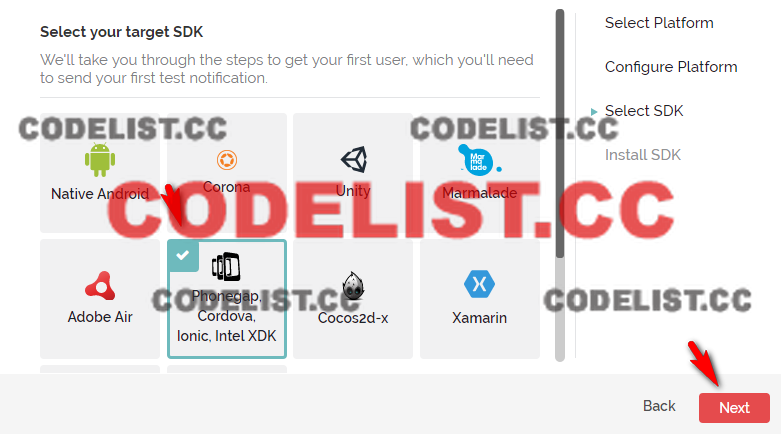 Select your target SDK
We'll take you through the steps to get your first user, which you'll need
to send your first test notification.
Select Platform
Configure Platform
Select SDK
Install SDK
CODELIST.CC
CODELIST.CC
Native Android
Corona
Unity
Mar
ma
lade
Marmalade
CODELIST.CC
Adobe Air
Phonegap,
Cordova,
Ionic, Intel XDK
Cocos2d-x
Xamarin
CODELIST.CC
CODELIST.CC
Back
Next